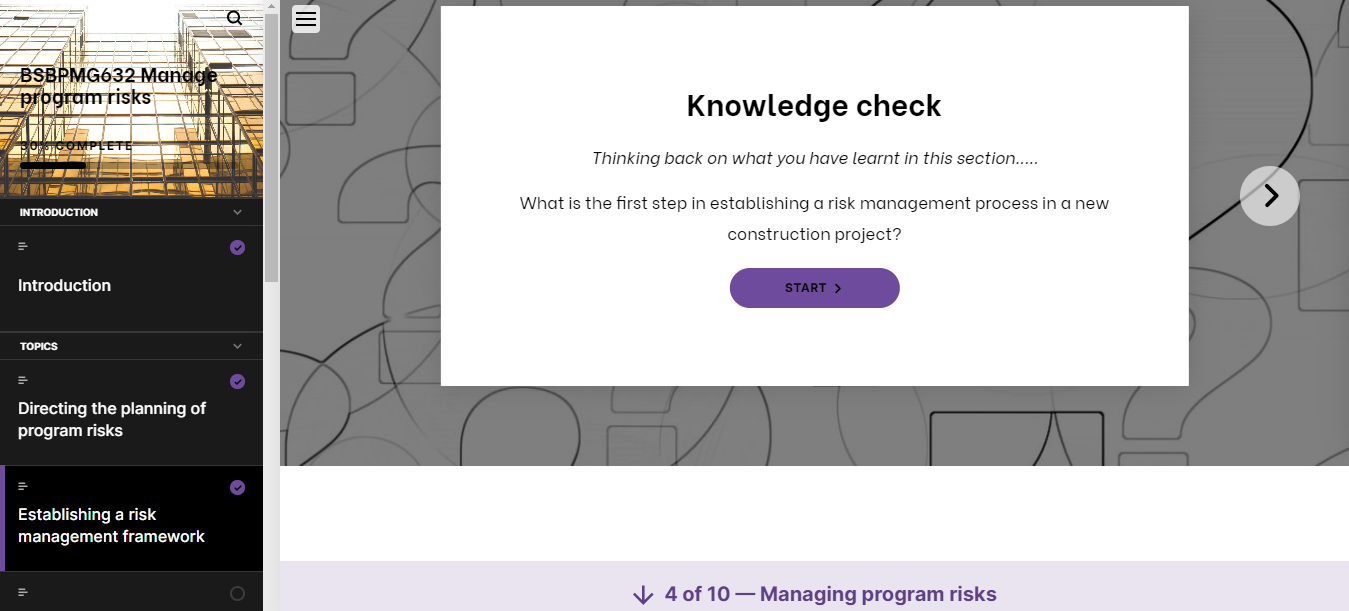 BSBPMG632 Manage
program risks
30% COMPLETE
INTRODUCTION
Introduction
TOPICS
Directing the planning of
program risks
Establishing a risk
management framework
Knowledge check
Thinking back on what you have learnt in this section.....
What is the first step in establishing a risk management process in a new
construction project?
START
4 of 10 — Managing program risks